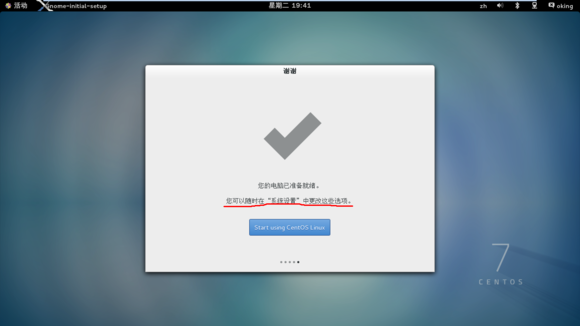 活动
gnome-initial-setup
星期二 19:41
zh
oking
谢谢
您的电脑已准备就绪。
您可以随时在“系统设置”中更改这些选项。
Start using CentOS Linux
7
CENTOS